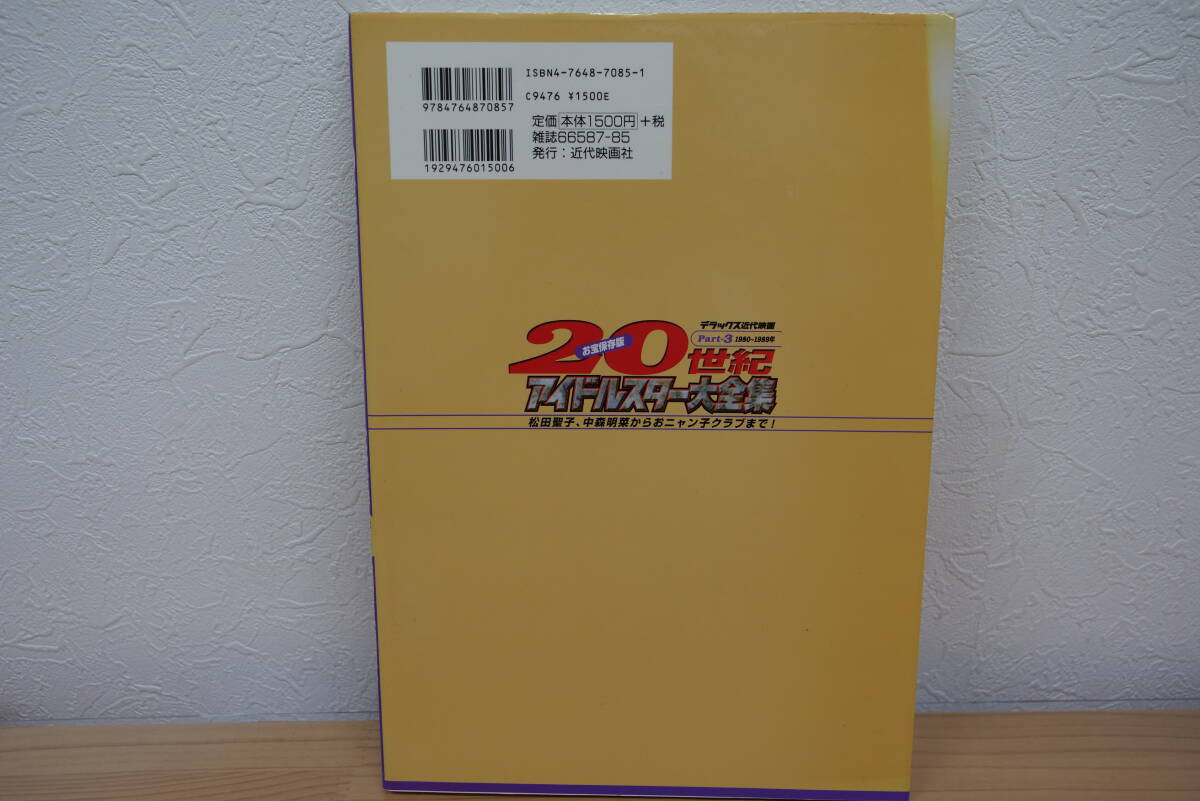 ISBN4-7648-7085-1
9784764870857
C9476 ¥1500E
定価 本体1500円 +税
雑誌66587-85
発行：近代映画社
1929476015006
デラックス近代映画
Part-3 1980~1989年
お宝保存版
20世紀
アイドルスター大全集
松田聖子、中森明菜からおニャン子クラブまで！